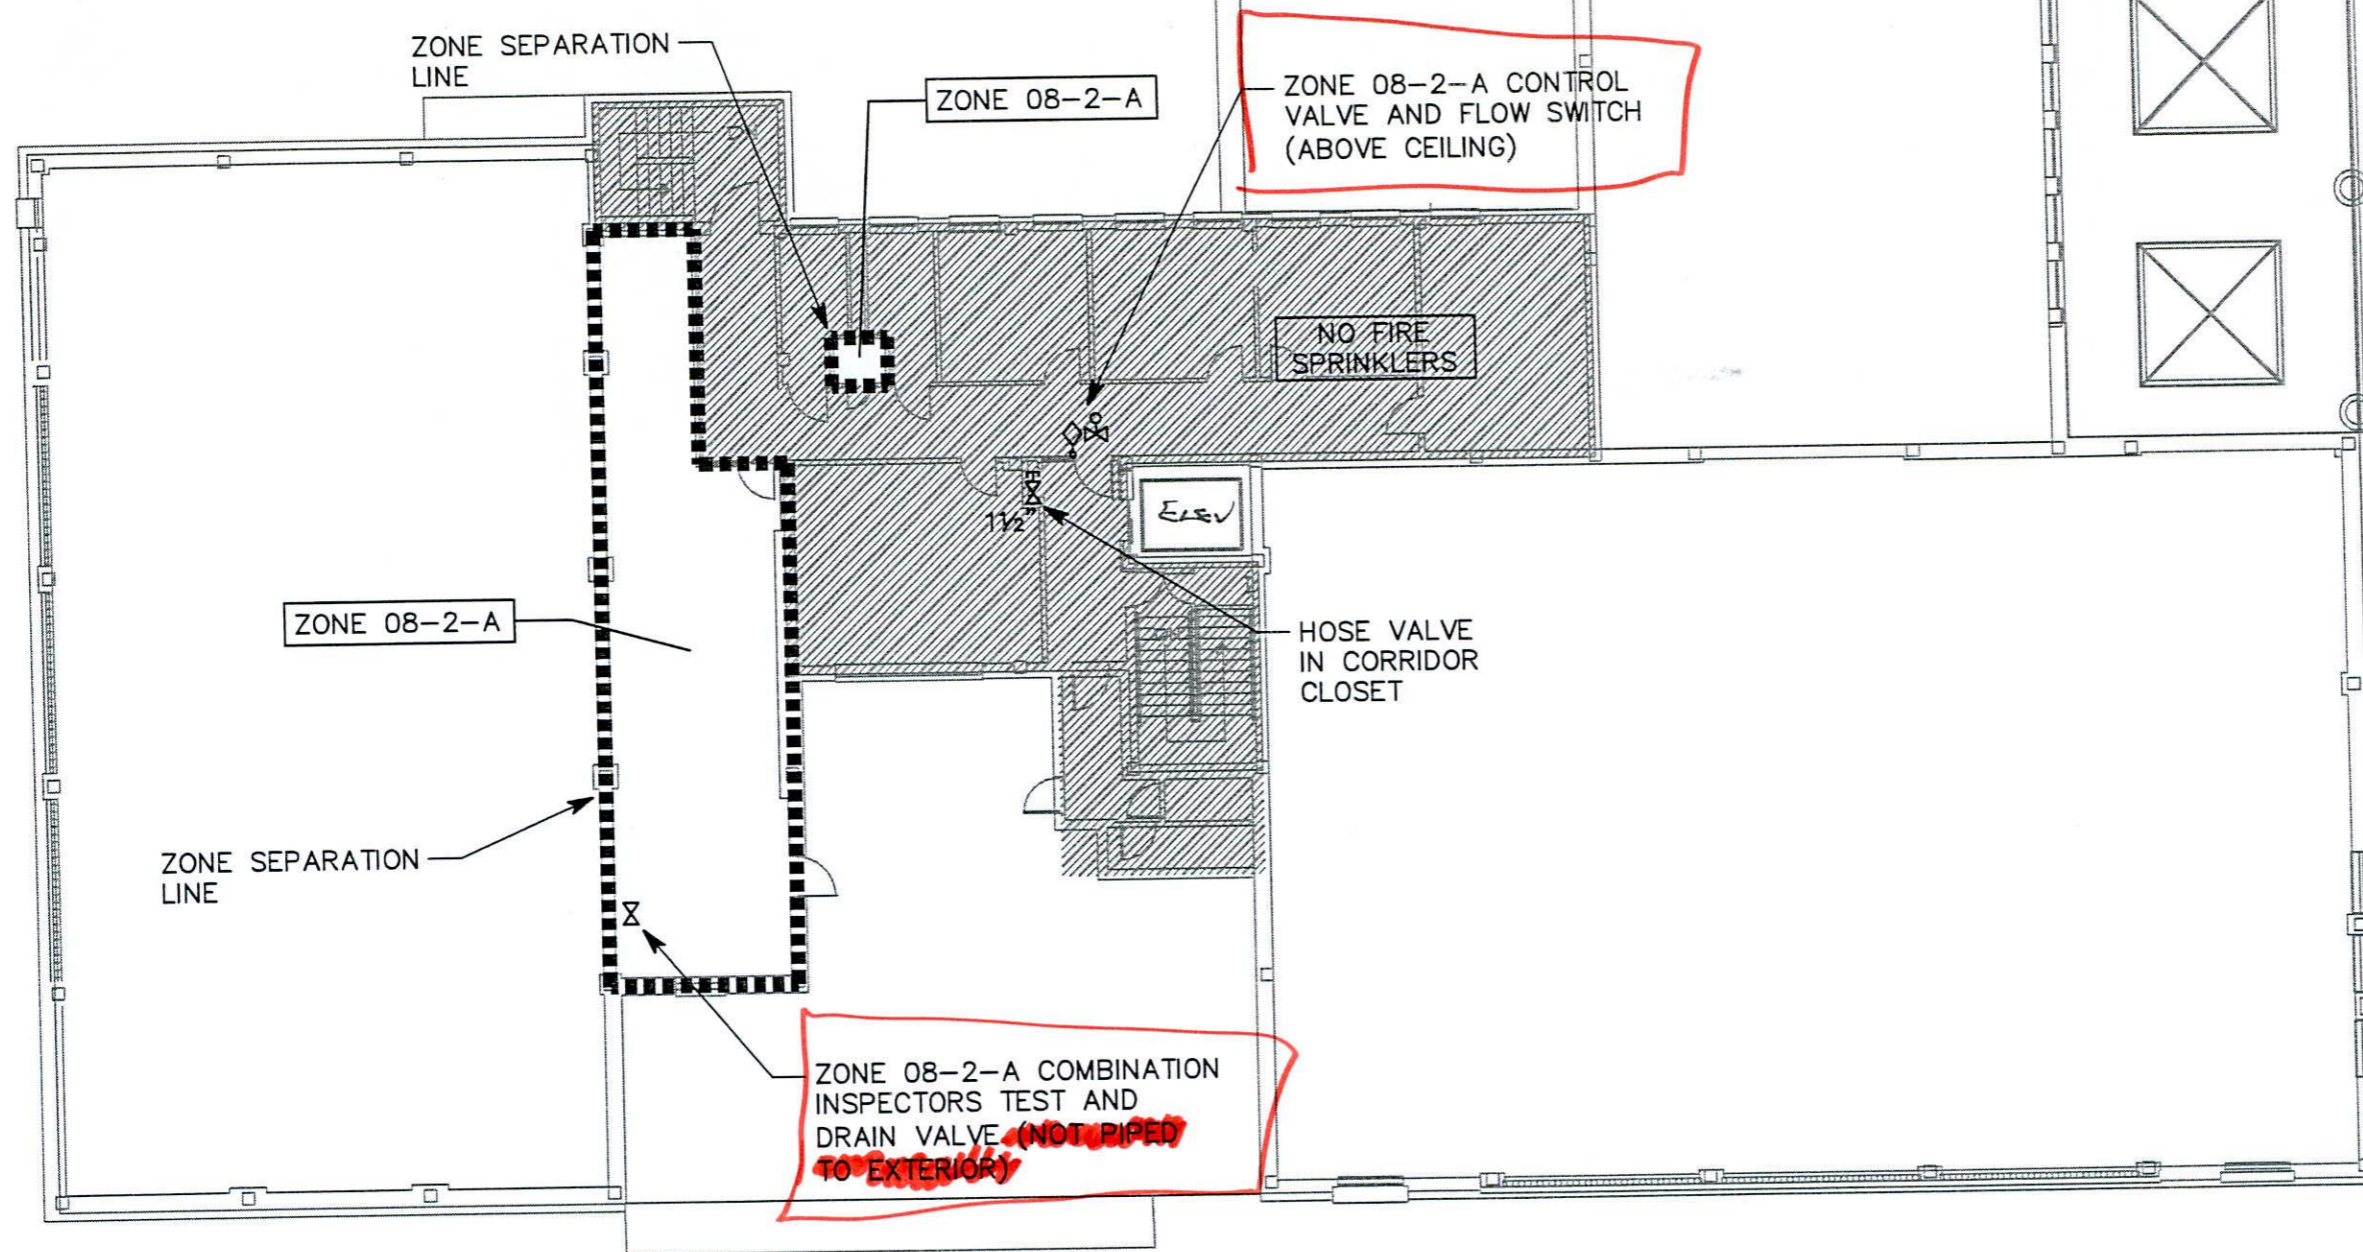 ZONE SEPARATION
LINE
ZONE 08-2-A
ZONE 08-2-A CONTROL
VALVE AND FLOW SWITCH
(ABOVE CEILING)
NO FIRE
SPRINKLERS
1½"
ELEV
ZONE 08-2-A
HOSE VALVE
IN CORRIDOR
CLOSET
ZONE SEPARATION
LINE
ZONE 08-2-A COMBINATION
INSPECTORS TEST AND
DRAIN VALVE (NOT PIPED
TO EXTERIOR)